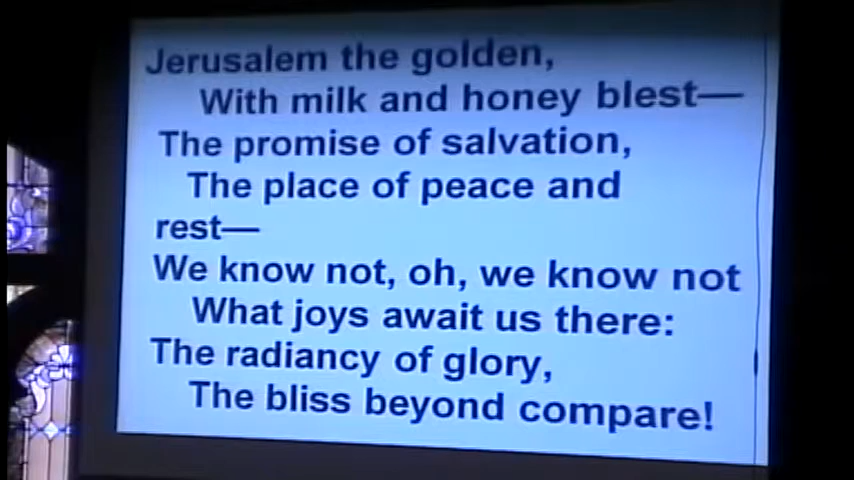 Jerusalem the golden,
With milk and honey blest—
The promise of salvation,
The place of peace and
rest—
We know not, oh, we know not
What joys await us there:
The radiancy of glory,
The bliss beyond compare!